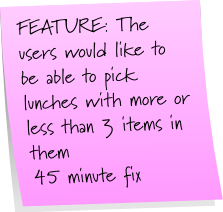 FEATURE: The
users would like to
be able to pick
lunches with more or
less than 3 items in
them
45 minute fix